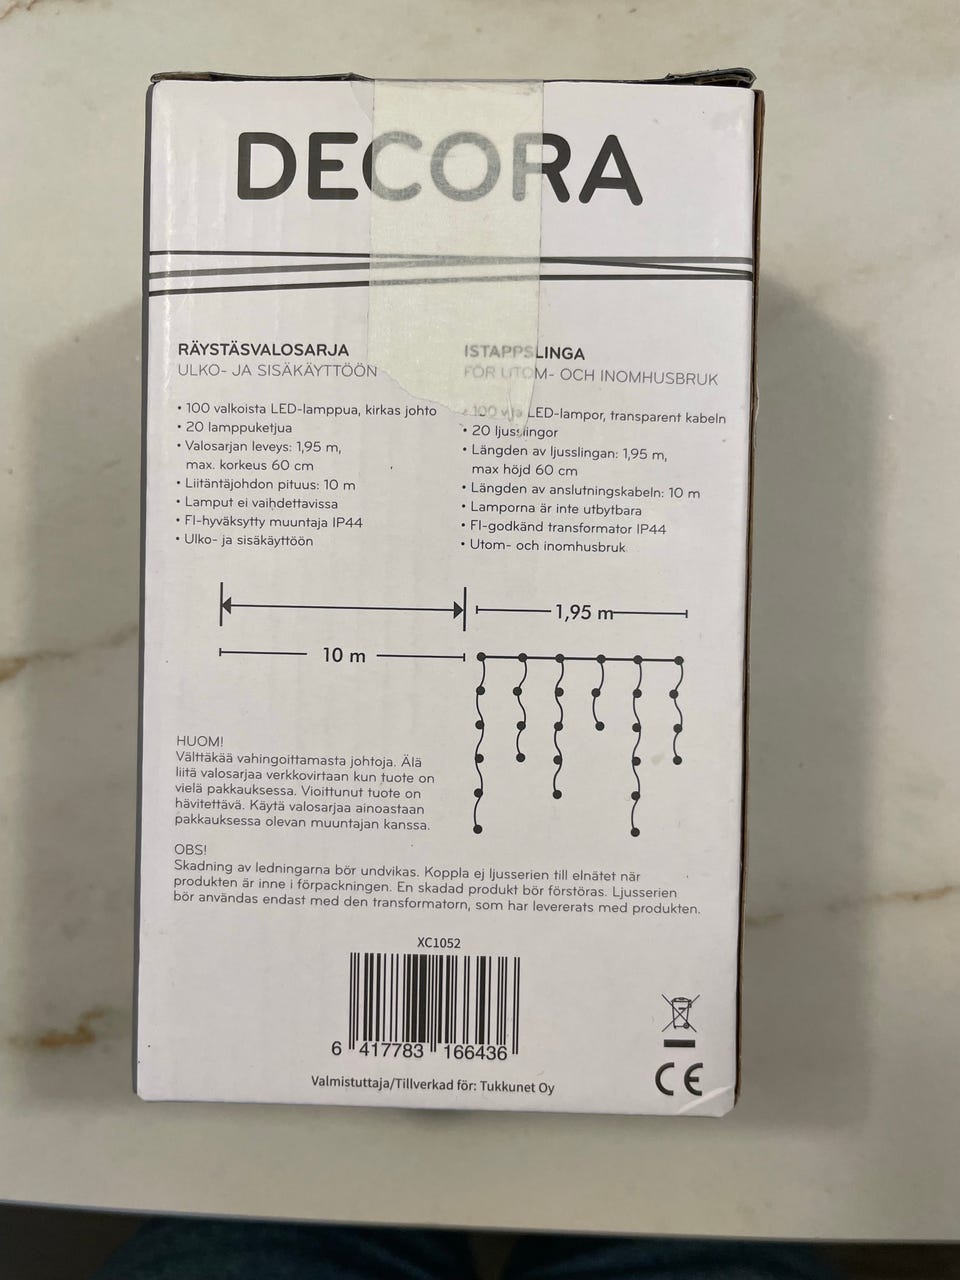 DECORA
RÄYSTÄSVALOSARJA
ULKO- JA SISÄKÄYTTÖÖN
• 100 valkoista LED-lamppua, kirkas johto
• 20 lamppuketjua
• Valosarjan leveys: 1,95 m,
max. korkeus 60 cm
• Liitäntäjohdon pituus: 10 m
• Lamput ei vaihdettavissa
• FI-hyväksytty muuntaja IP44
• Ulko- ja sisäkäyttöön
ISTAPPSLINGA
FÖR UTOM- OCH INOMHUSBRUK
• 100 vita LED-lampor, transparent kabeln
• 20 ljusslingor
• Längden av ljusslingan: 1,95 m,
max höjd 60 cm
• Längden av anslutningskabeln: 10 m
• Lamporna är inte utbytbara
• FI-godkänd transformator IP44
• Utom- och inomhusbruk
1,95 m
10 m
HUOM!
Välttäkää vahingoittamasta johtoja. Älä
liitä valosarjaa verkkovirtaan kun tuote on
vielä pakkauksessa. Vioittunut tuote on
hävitettävä. Käytä valosarjaa ainoastaan
pakkauksessa olevan muuntajan kanssa.
OBS!
Skadning av ledningarna bör undvikas. Koppla ej ljusserien till elnätet när
produkten är inne i förpackningen. En skadad produkt bör förstöras. Ljusserien
bör användas endast med den transformatorn, som har levererats med produkten.
XC1052
6 417783 166436
Valmistuttaja/Tillverkad för: Tukkunet Oy
CE